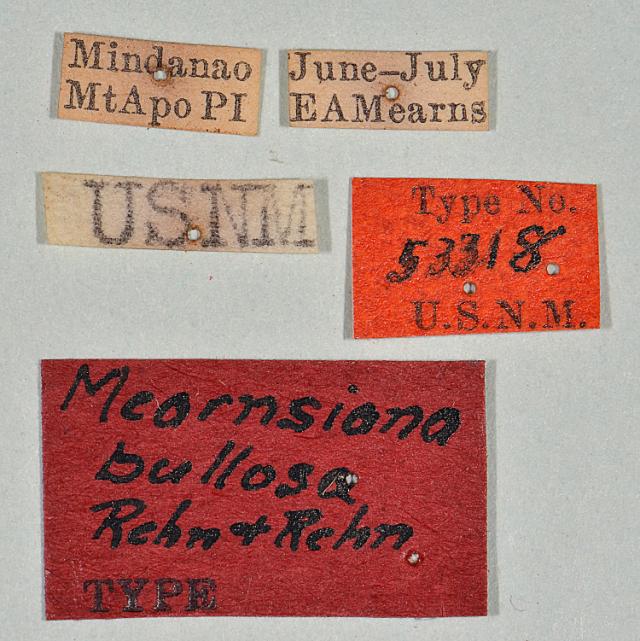 Mindanao
MtApo PI
June–July
EAMearns
USNM
Type No.
53318
U.S.N.M.
Mearnsiana
bullosa
Rehn & Rehn
TYPE